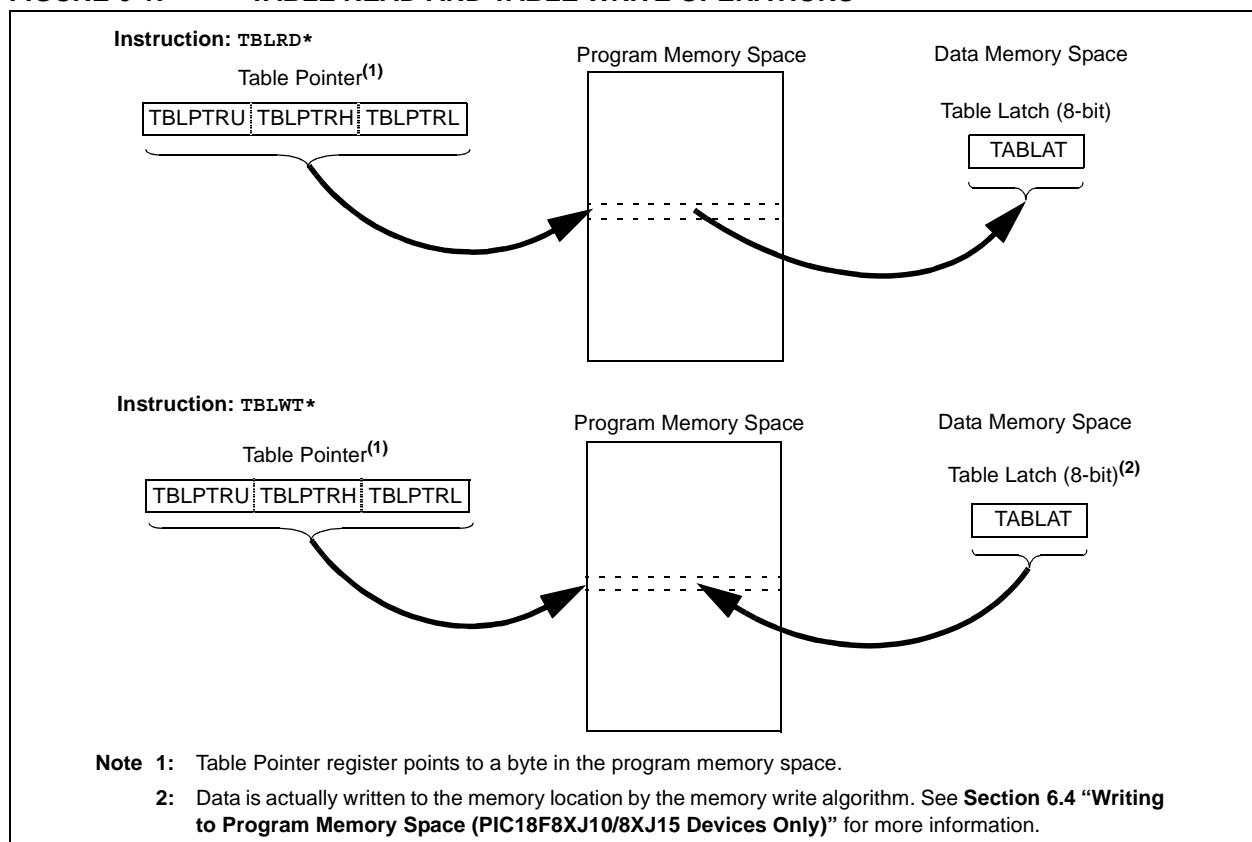 Instruction: TBLRD*
Program Memory Space
Data Memory Space
Table Pointer(1)
Table Latch (8-bit)
TBLPTRU TBLPTRH TBLPTRL
TABLAT
Instruction: TBLWT*
Program Memory Space
Data Memory Space
Table Pointer(1)
Table Latch (8-bit)(2)
TBLPTRU TBLPTRH TBLPTRL
TABLAT
Note 1: Table Pointer register points to a byte in the program memory space.
2: Data is actually written to the memory location by the memory write algorithm. See Section 6.4 “Writing
to Program Memory Space (PIC18F8XJ10/8XJ15 Devices Only)” for more information.